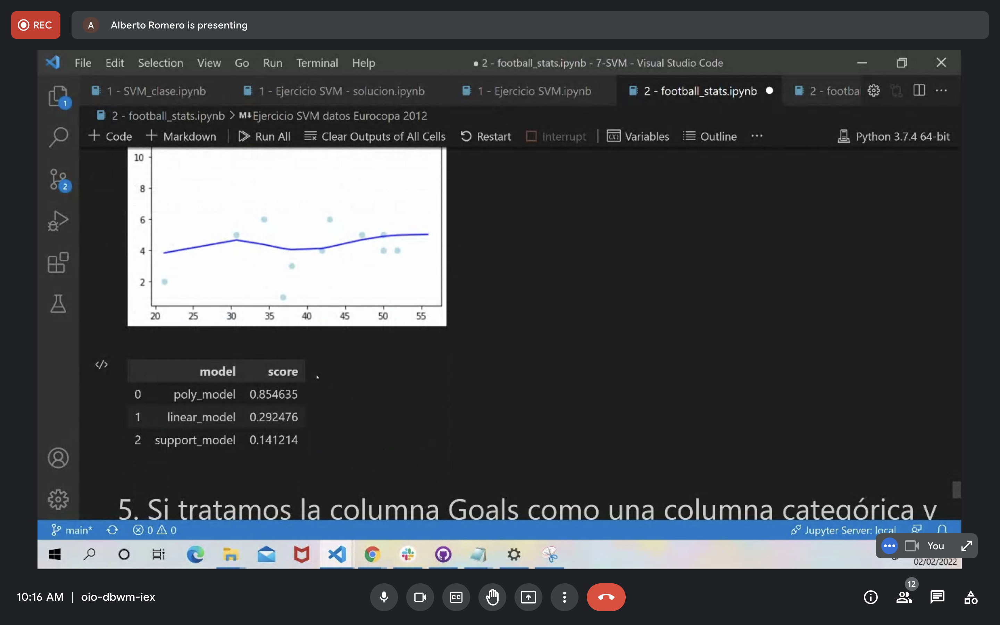 REC
A
Alberto Romero is presenting
File Edit Selection View Go Run Terminal Help
● 2 - football_stats.ipynb - 7-SVM - Visual Studio Code
1 - SVM_clase.ipynb
1 - Ejercicio SVM - solucion.ipynb
1 - Ejercicio SVM.ipynb
2 - football_stats.ipynb
2 - footba
1
2 - football_stats.ipynb > M↓Ejercicio SVM datos Eurocopa 2012
+ Code + Markdown Run All Clear Outputs of All Cells Restart Interrupt Variables Outline ··· Python 3.7.4 64-bit
10
8
6
4
2
20 25 30 35 40 45 50 55
2
</>
model score
0 poly_model 0.854635
1 linear_model 0.292476
2 support_model 0.141214
5. Si tratamos la columna Goals como una columna categórica y
main* 0 0
Jupyter Server: local
You
02/02/2022
10:16 AM | oio-dbwm-iex
CC
12